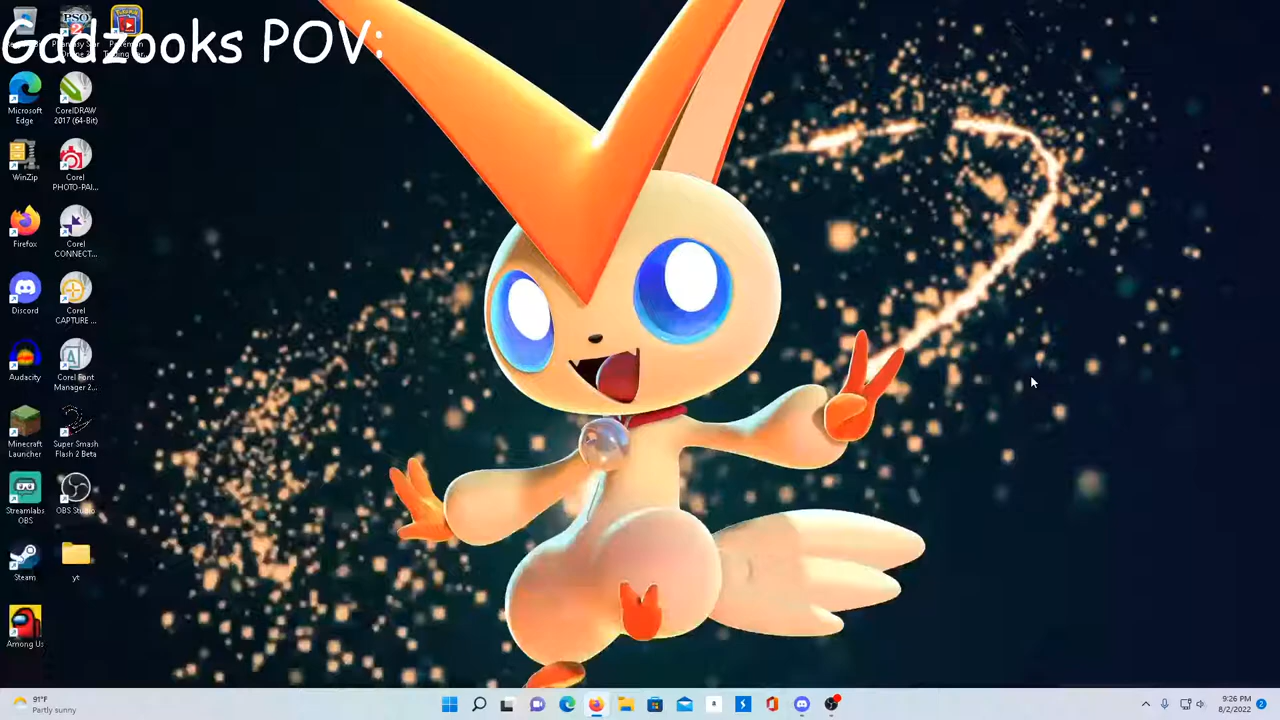 Gadzooks POV:
Microsoft
Edge
CorelDRAW
2017 (64-Bit)
WinZip
Corel
PHOTO-PAI...
Firefox
Corel
CONNECT...
Discord
Corel
CAPTURE ...
Audacity
Corel Font
Manager 2...
Minecraft
Launcher
Super Smash
Flash 2 Beta
Streamlabs
OBS
OBS Studio
Steam
yt
Among Us
91°F
Partly sunny
9:26 PM
8/2/2022
2